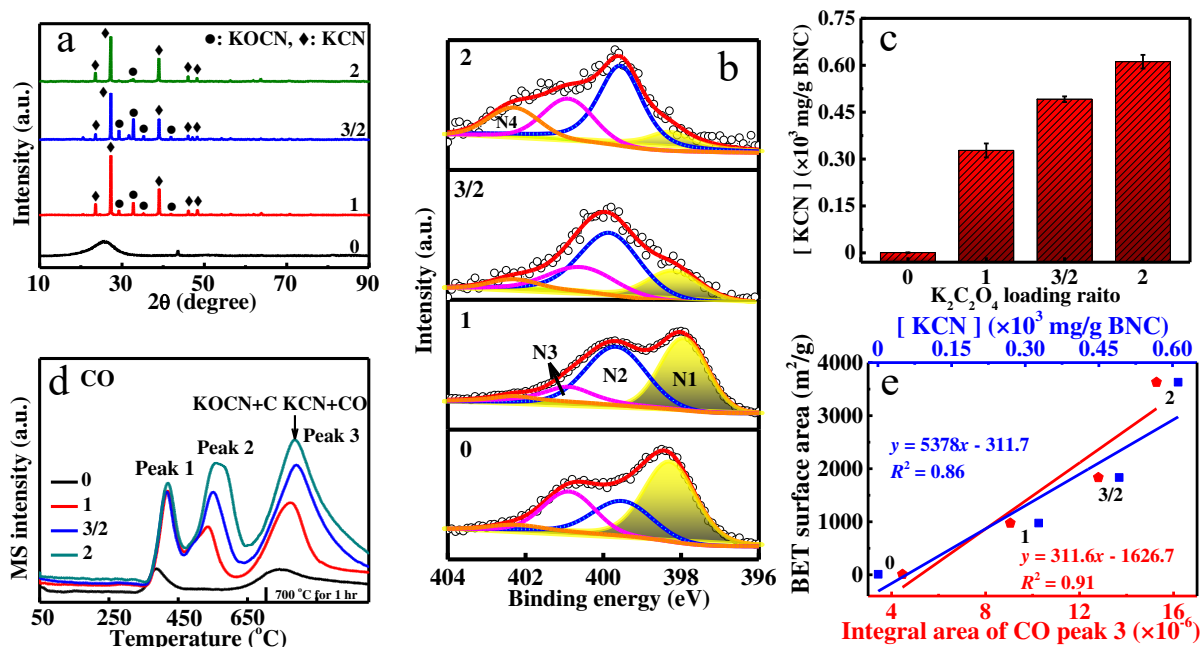 a
●: KOCN, ♦: KCN
2
3/2
1
0
Intensity (a.u.)
10 30 50 70 90
2θ (degree)
b
2
N4
3/2
1
N3
N2
N1
0
Intensity (a.u.)
404 402 400 398 396
Binding energy (eV)
c
[ KCN ] (×10³ mg/g BNC)
0.75
0.60
0.45
0.30
0.15
0
0 1 3/2 2
K₂C₂O₄ loading raito
d
CO
KOCN+C KCN+CO
Peak 1
Peak 2
Peak 3
0
1
3/2
2
700 °C for 1 hr
MS intensity (a.u.)
50 250 450 650
Temperature (°C)
[ KCN ] (×10³ mg/g BNC)
0 0.15 0.30 0.45 0.60
e
BET surface area (m²/g)
4000
3000
2000
1000
0
2
y = 5378x - 311.7
R² = 0.86
3/2
1
0
y = 311.6x - 1626.7
R² = 0.91
4 8 12 16
Integral area of CO peak 3 (×10⁻⁶)